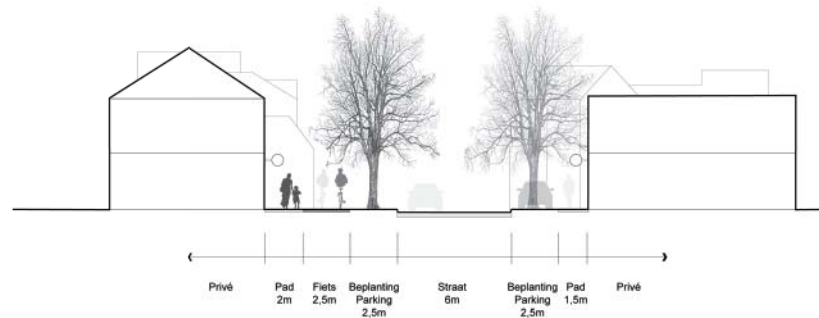 Privé
Pad
2m
Fiets
2,5m
Beplanting
Parking
2,5m
Straat
6m
Beplanting
Parking
2,5m
Pad
1,5m
Privé